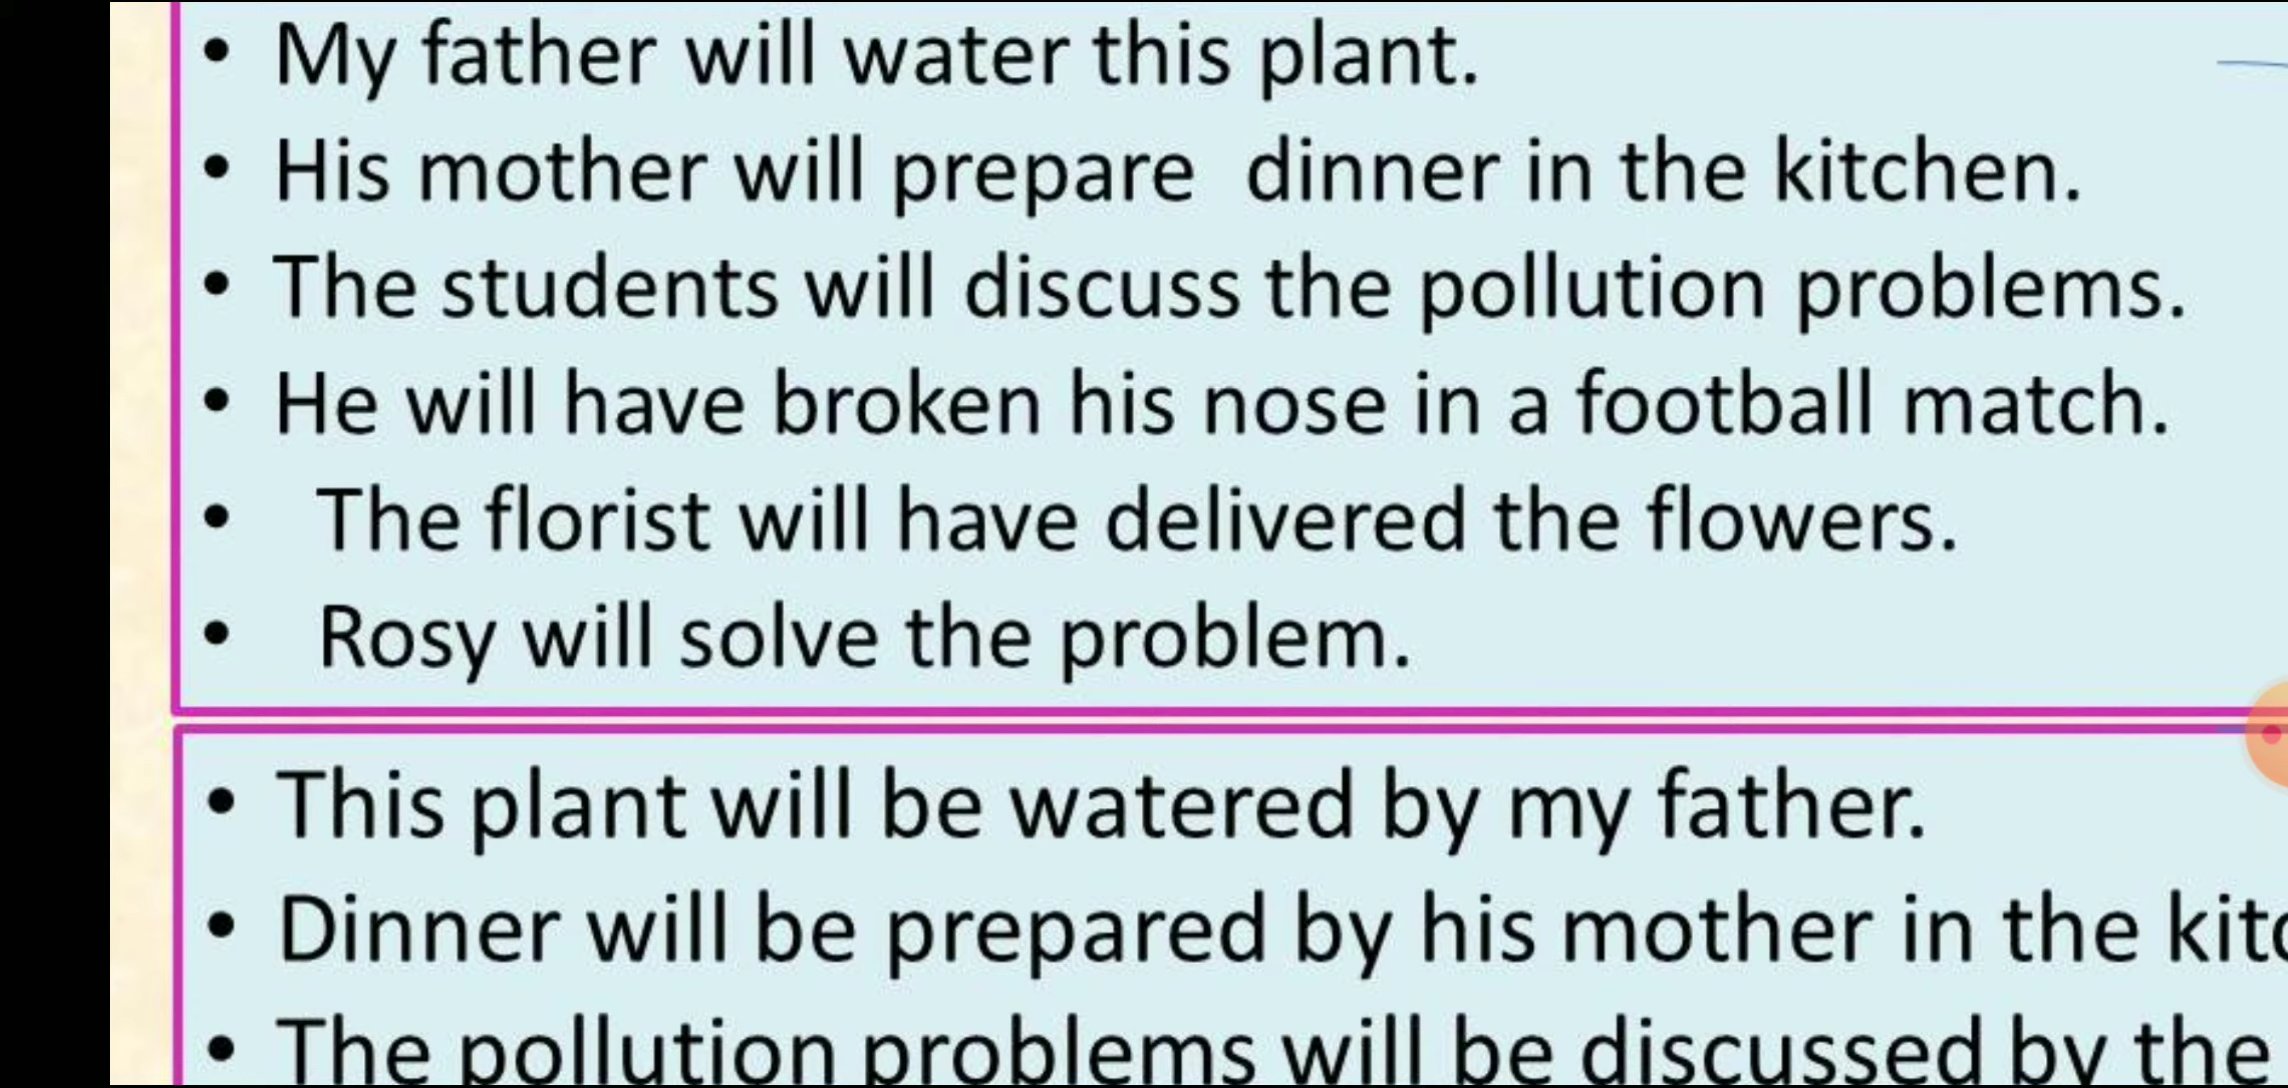 • My father will water this plant.
• His mother will prepare  dinner in the kitchen.
• The students will discuss the pollution problems.
• He will have broken his nose in a football match.
• The florist will have delivered the flowers.
• Rosy will solve the problem.
• This plant will be watered by my father.
• Dinner will be prepared by his mother in the
• The pollution problems will be discussed by the